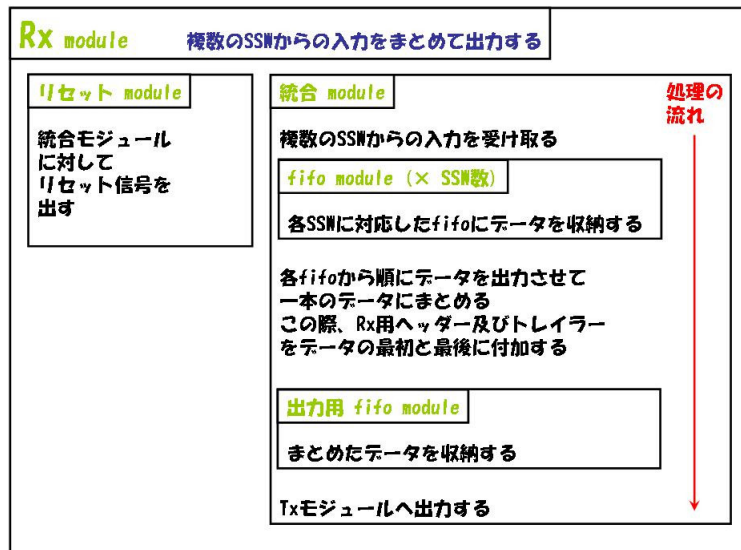 Rx module 複数のSSWからの入力をまとめて出力する
リセット module
統合モジュール
に対して
リセット信号を
出す
統合 module
処理の
流れ
複数のSSWからの入力を受け取る
fifo module (× SSW数)
各SSWに対応したfifoにデータを収納する
各fifoから順にデータを出力させて
一本のデータにまとめる
この際、Rx用ヘッダー及びトレイラー
をデータの最初と最後に付加する
出力用 fifo module
まとめたデータを収納する
Txモジュールへ出力する